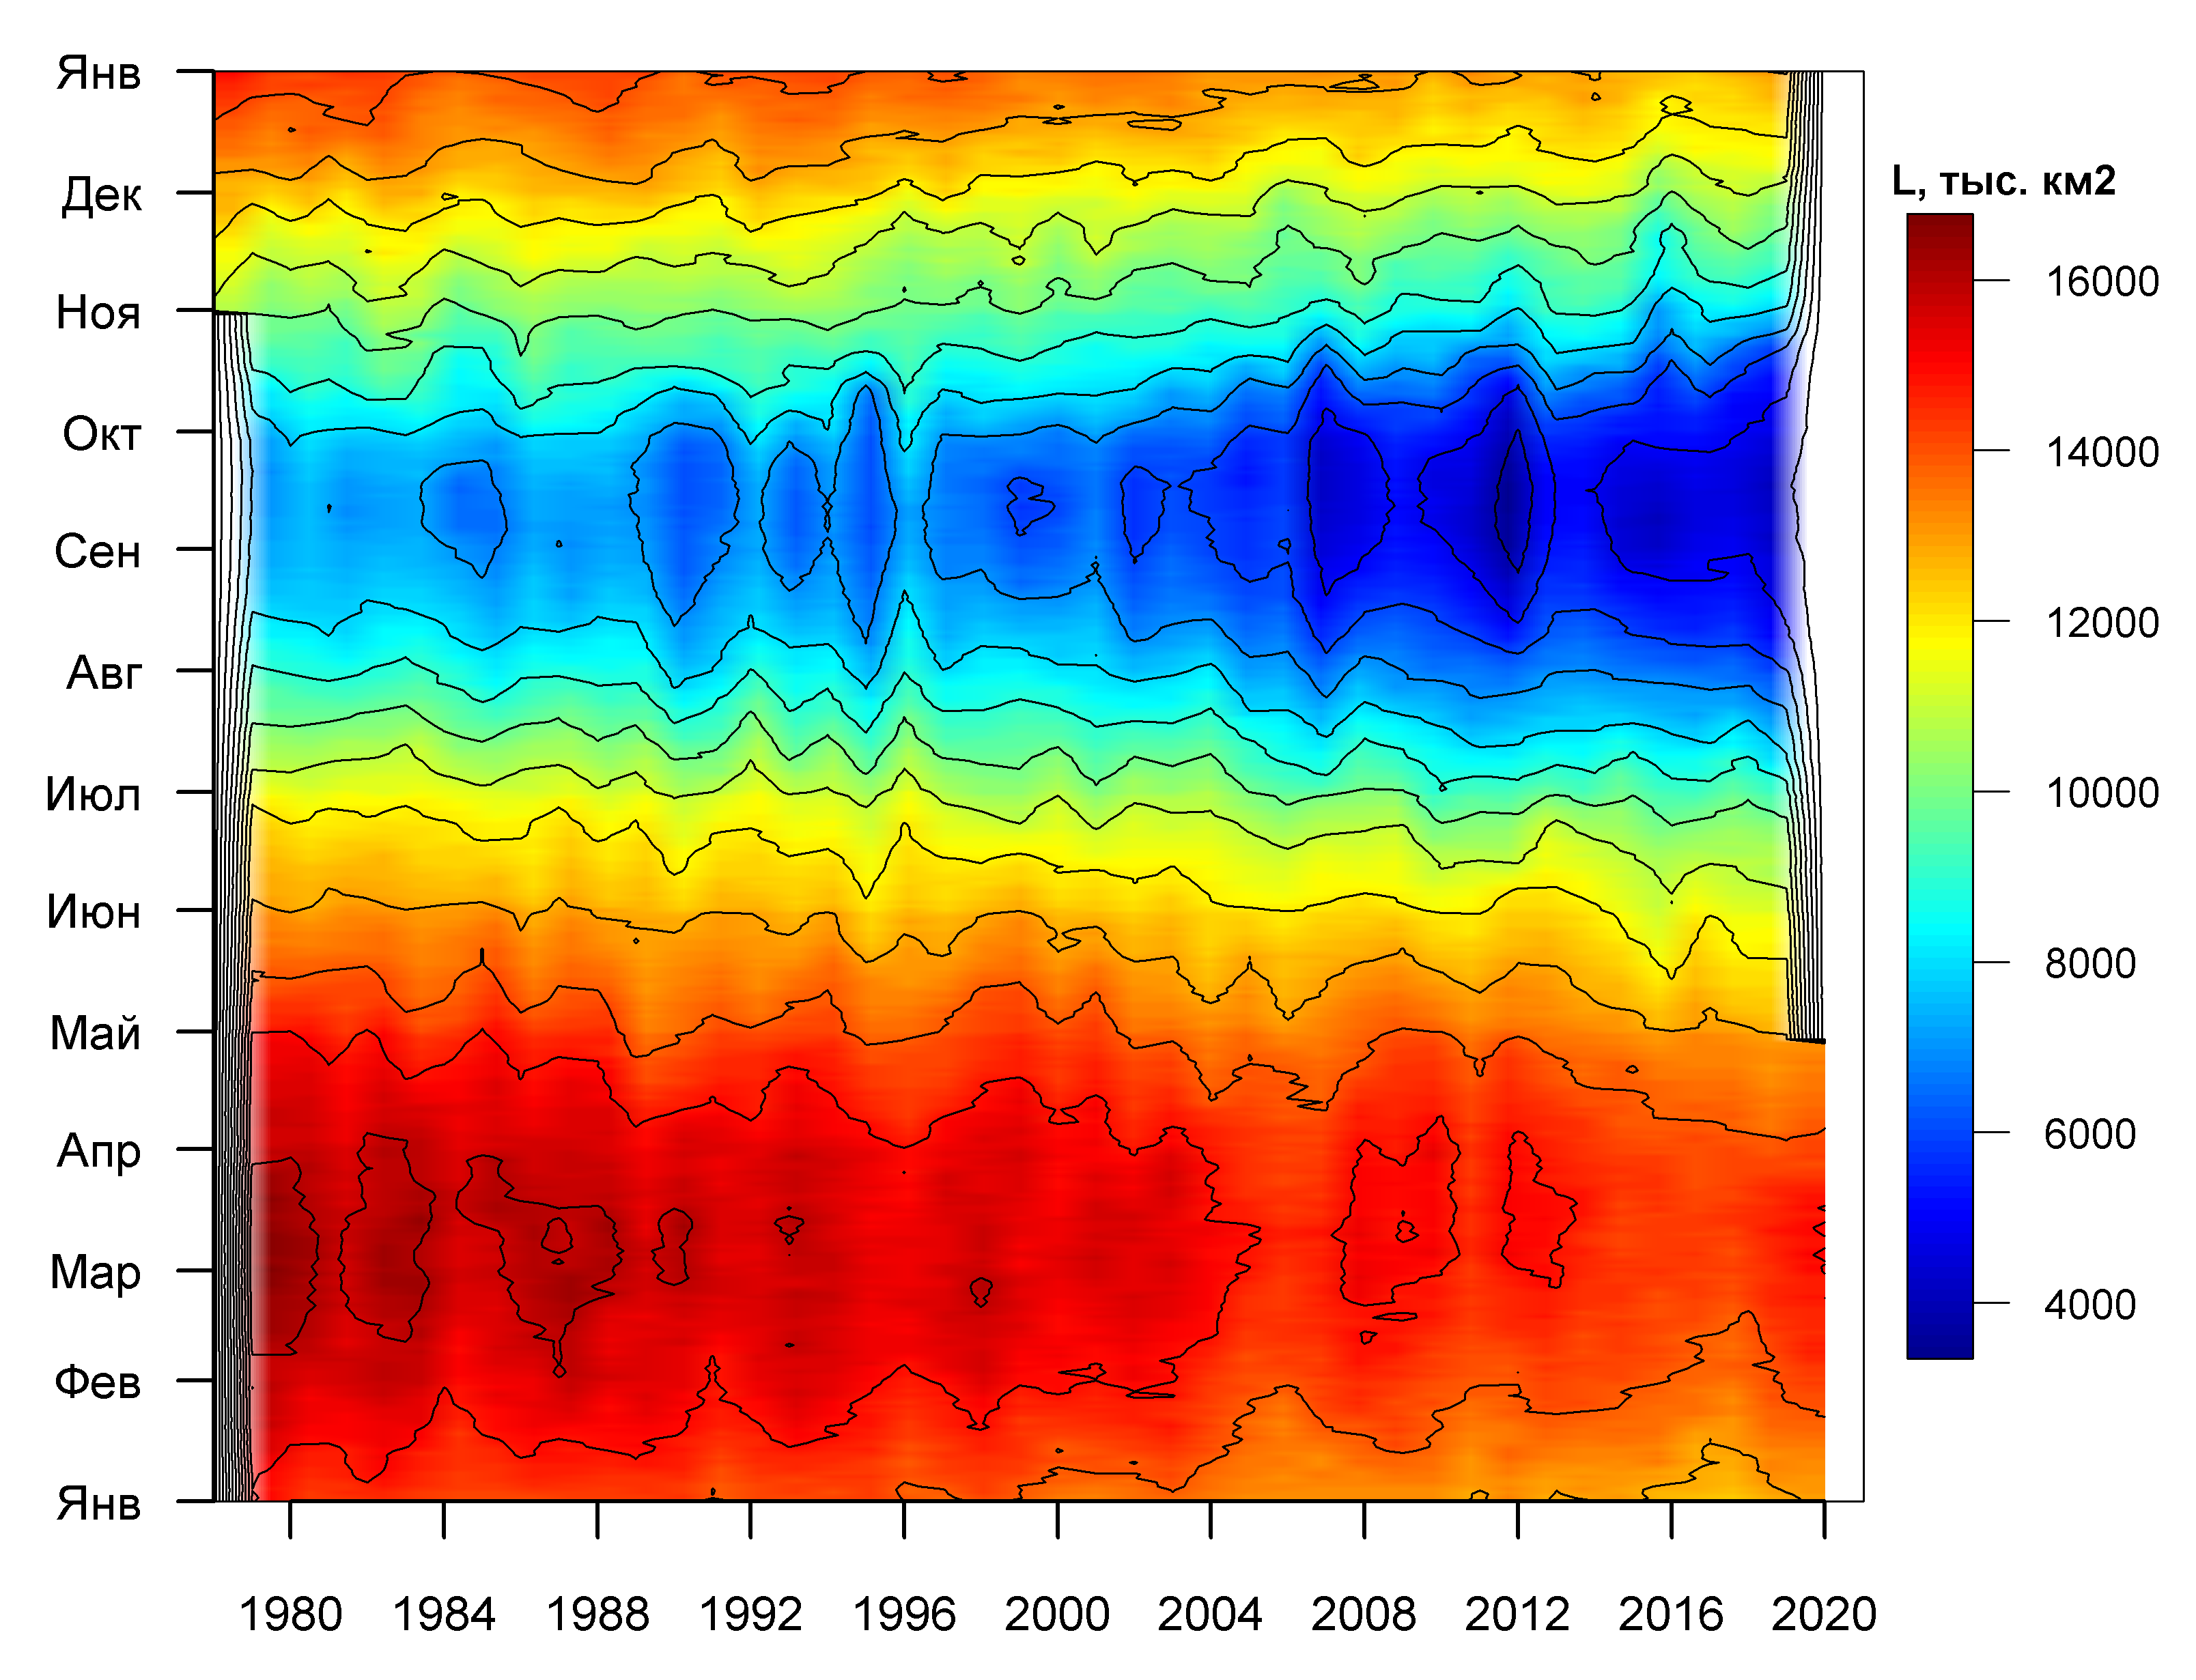 Янв
Дек
Ноя
Окт
Сен
Авг
Июл
Июн
Май
Апр
Мар
Фев
Янв
1980 1984 1988 1992 1996 2000 2004 2008 2012 2016 2020
L, тыс. км2
16000
14000
12000
10000
8000
6000
4000